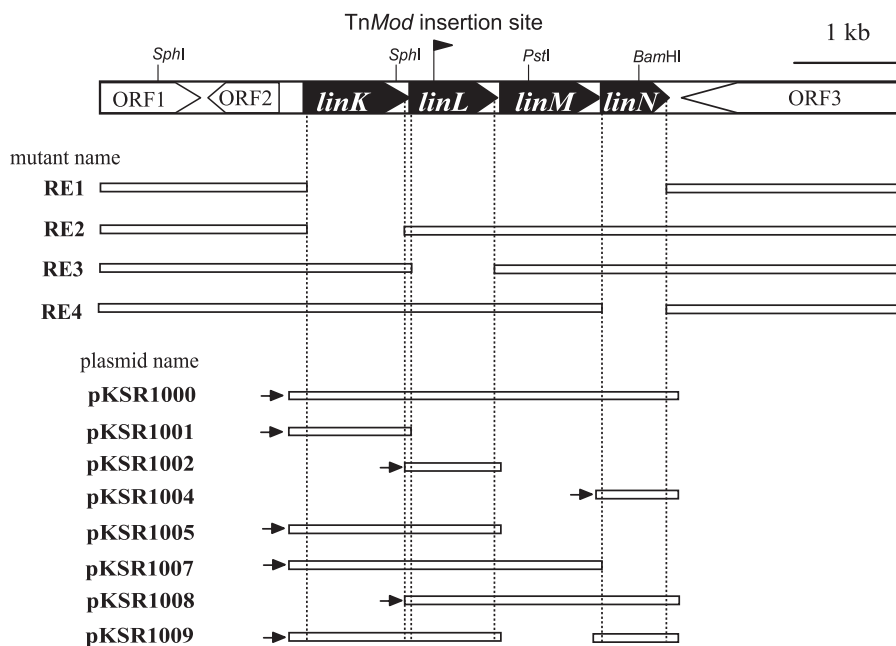 TnMod insertion site
1 kb
SphI SphI PstI BamHI
ORF1 ORF2 linK linL linM linN ORF3
mutant name
RE1
RE2
RE3
RE4
plasmid name
pKSR1000
pKSR1001
pKSR1002
pKSR1004
pKSR1005
pKSR1007
pKSR1008
pKSR1009